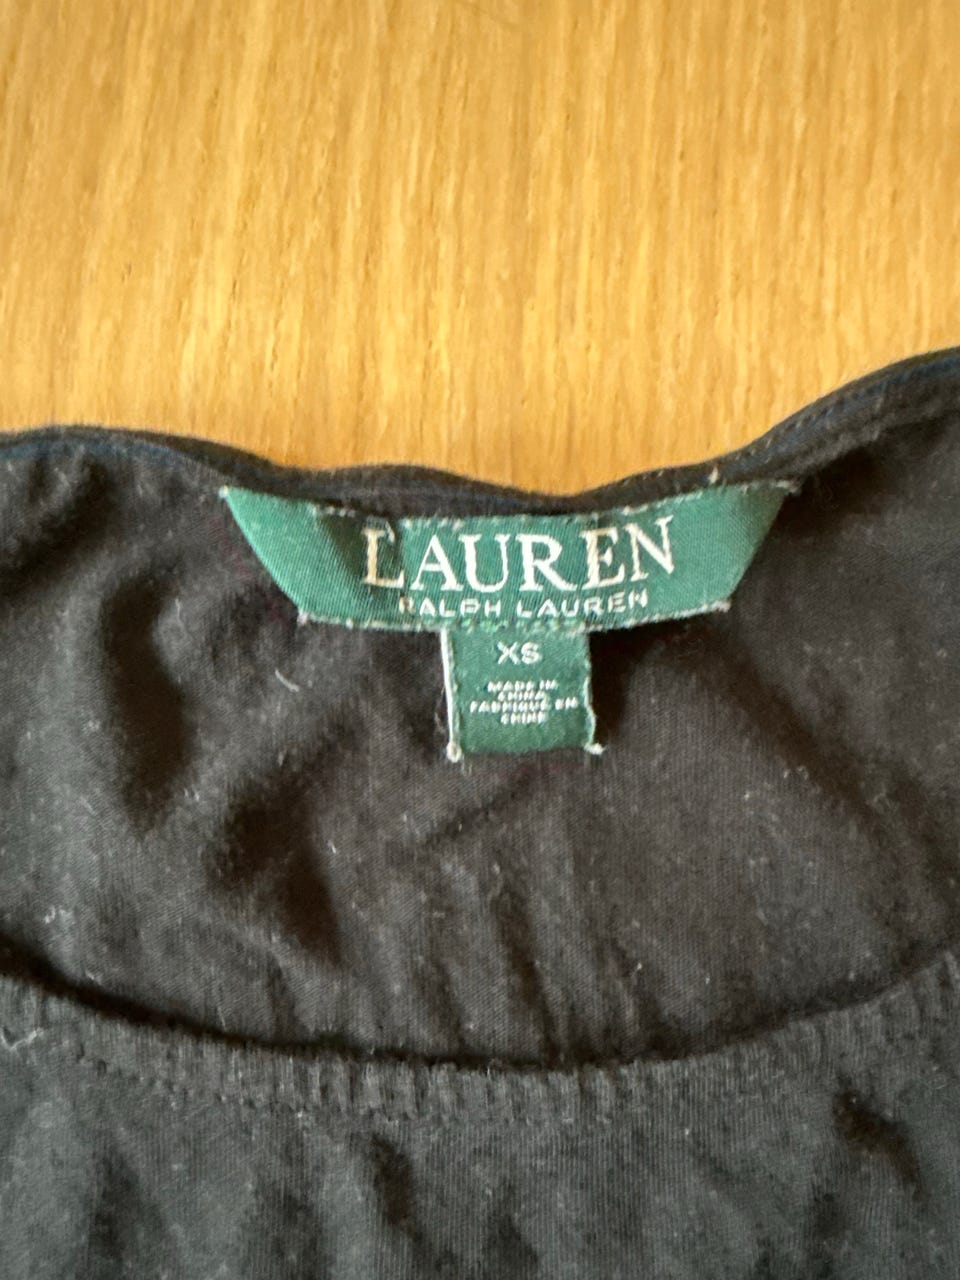 LAUREN
RALPH LAUREN
XS
MADE IN
CHINA
FABRIQUÉ EN
CHINE